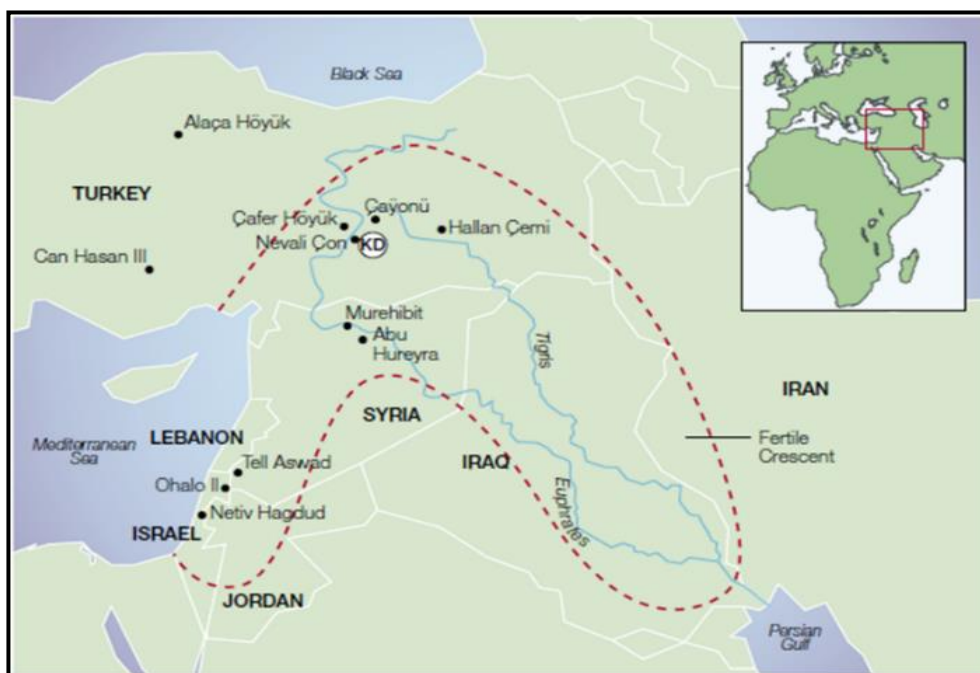 Black Sea
Alaça Höyük
TURKEY
Çaÿonü
Çafer Höyük
Hallan Çemi
Nevali Çori
KD
Can Hasan III
Murehibit
Abu
Hureyra
Tigris
IRAN
SYRIA
LEBANON
Mediterranean
Sea
Fertile
Crescent
IRAQ
Tell Aswad
Ohalo II
Euphrates
Netiv Hagdud
ISRAEL
JORDAN
Persian
Gulf